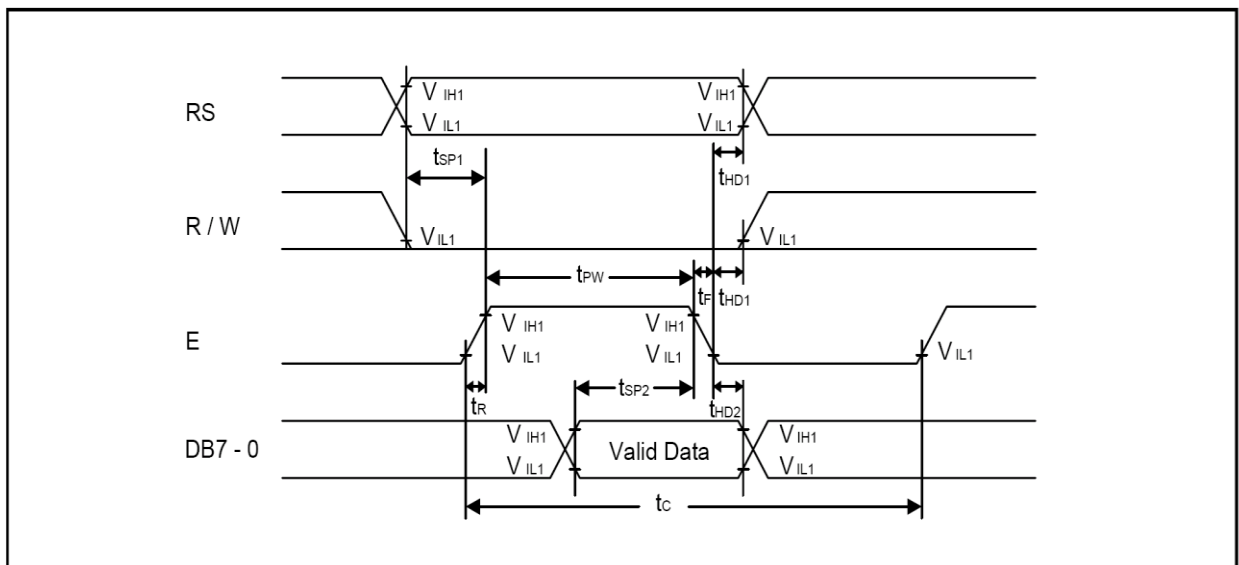 RS
V IH1
V IH1
V IL1
V IL1
tSP1
tHD1
R / W
VIL1
V IL1
tPW
tF
tHD1
E
V IH1
V IH1
V IL1
V IL1
V IL1
tR
tSP2
tHD2
DB7 - 0
V IH1
Valid Data
V IH1
V IL1
V IL1
tC